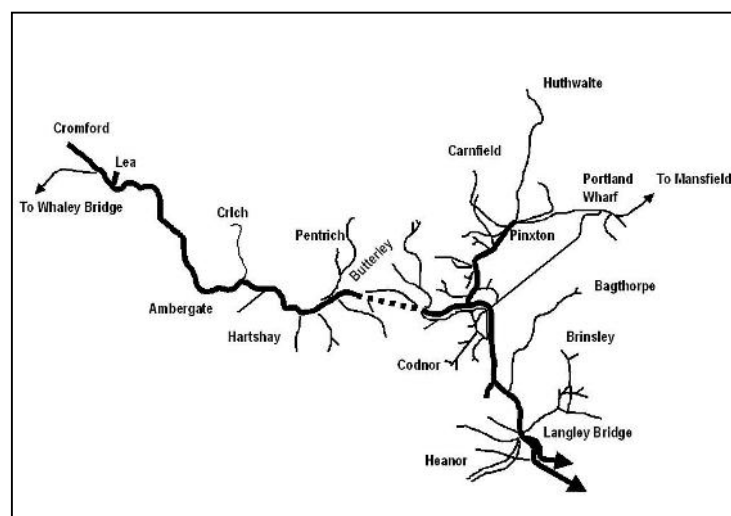 Huthwaite
Cromford
Carnfield
Lea
Portland
Wharf
To Mansfield
To Whaley Bridge
Crich
Pentrich
Pinxton
Butterley
Bagthorpe
Ambergate
Hartshay
Brinsley
Codnor
Langley Bridge
Heanor